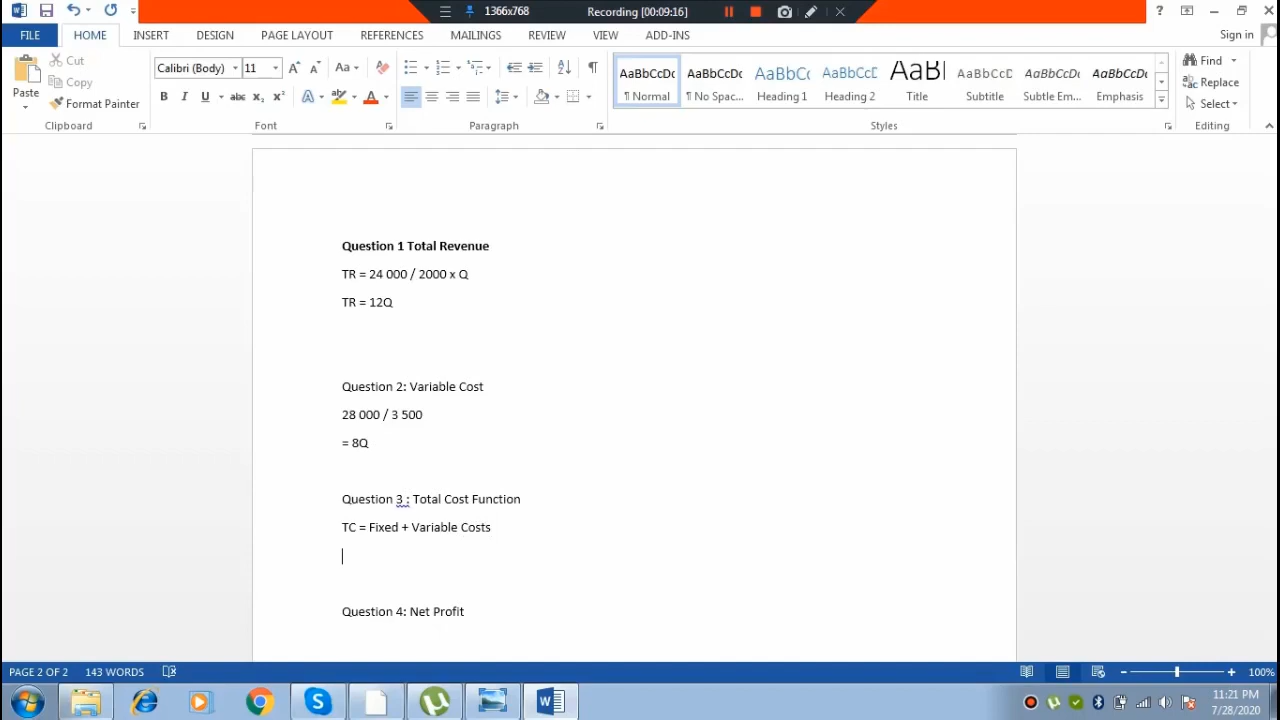 1366x768 Recording [00:09:16]
FILE HOME INSERT DESIGN PAGE LAYOUT REFERENCES MAILINGS REVIEW VIEW ADD-INS Sign in
Paste Cut Copy Format Painter
Calibri (Body) 11
AaBbCcDc AaBbCcDc AaBbCc AaBbCcC AaBl AaBbCcD AaBbCcDc AaBbCcDc
¶ Normal ¶ No Spac... Heading 1 Heading 2 Title Subtitle Subtle Em... Emphasis
Find Replace Select
Clipboard Font Paragraph Styles Editing
Question 1 Total Revenue
TR = 24 000 / 2000 x Q
TR = 12Q
Question 2: Variable Cost
28 000 / 3 500
= 8Q
Question 3 : Total Cost Function
TC = Fixed + Variable Costs
Question 4: Net Profit
PAGE 2 OF 2 143 WORDS 100%
11:21 PM
7/28/2020